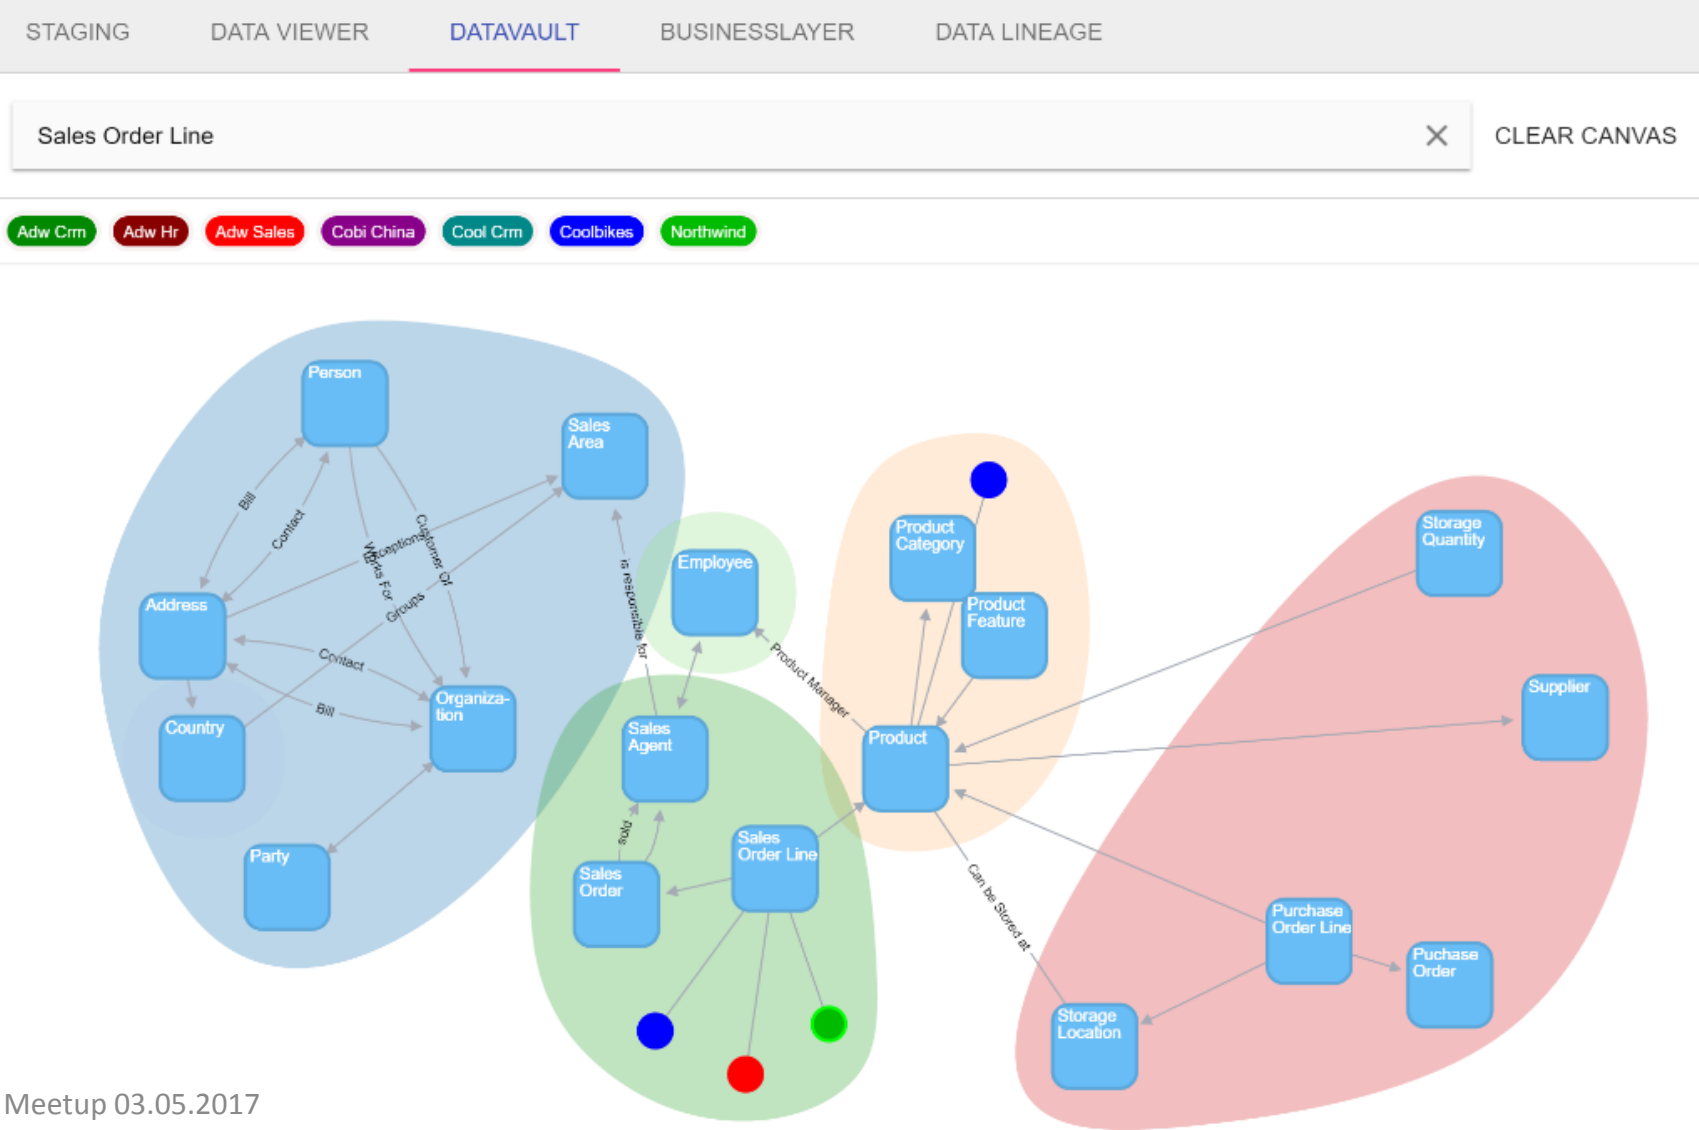 STAGING
DATA VIEWER
DATAVAULT
BUSINESSLAYER
DATA LINEAGE
Sales Order Line
CLEAR CANVAS
Adw Crm
Adw Hr
Adw Sales
Cobi China
Cool Crm
Coolbikes
Northwind
Person
Sales
Area
Bill
Contact
Customer Of
Works For
Groups
is responsible for
Employee
Product
Category
Product
Feature
Storage
Quantity
Address
Contact
Bill
Product Manager
Supplier
Organiza-
tion
Country
Sales
Agent
Product
sold
Sales
Order Line
Party
Sales
Order
Can be Stored at
Purchase
Order Line
Puchase
Order
Storage
Location
Meetup 03.05.2017